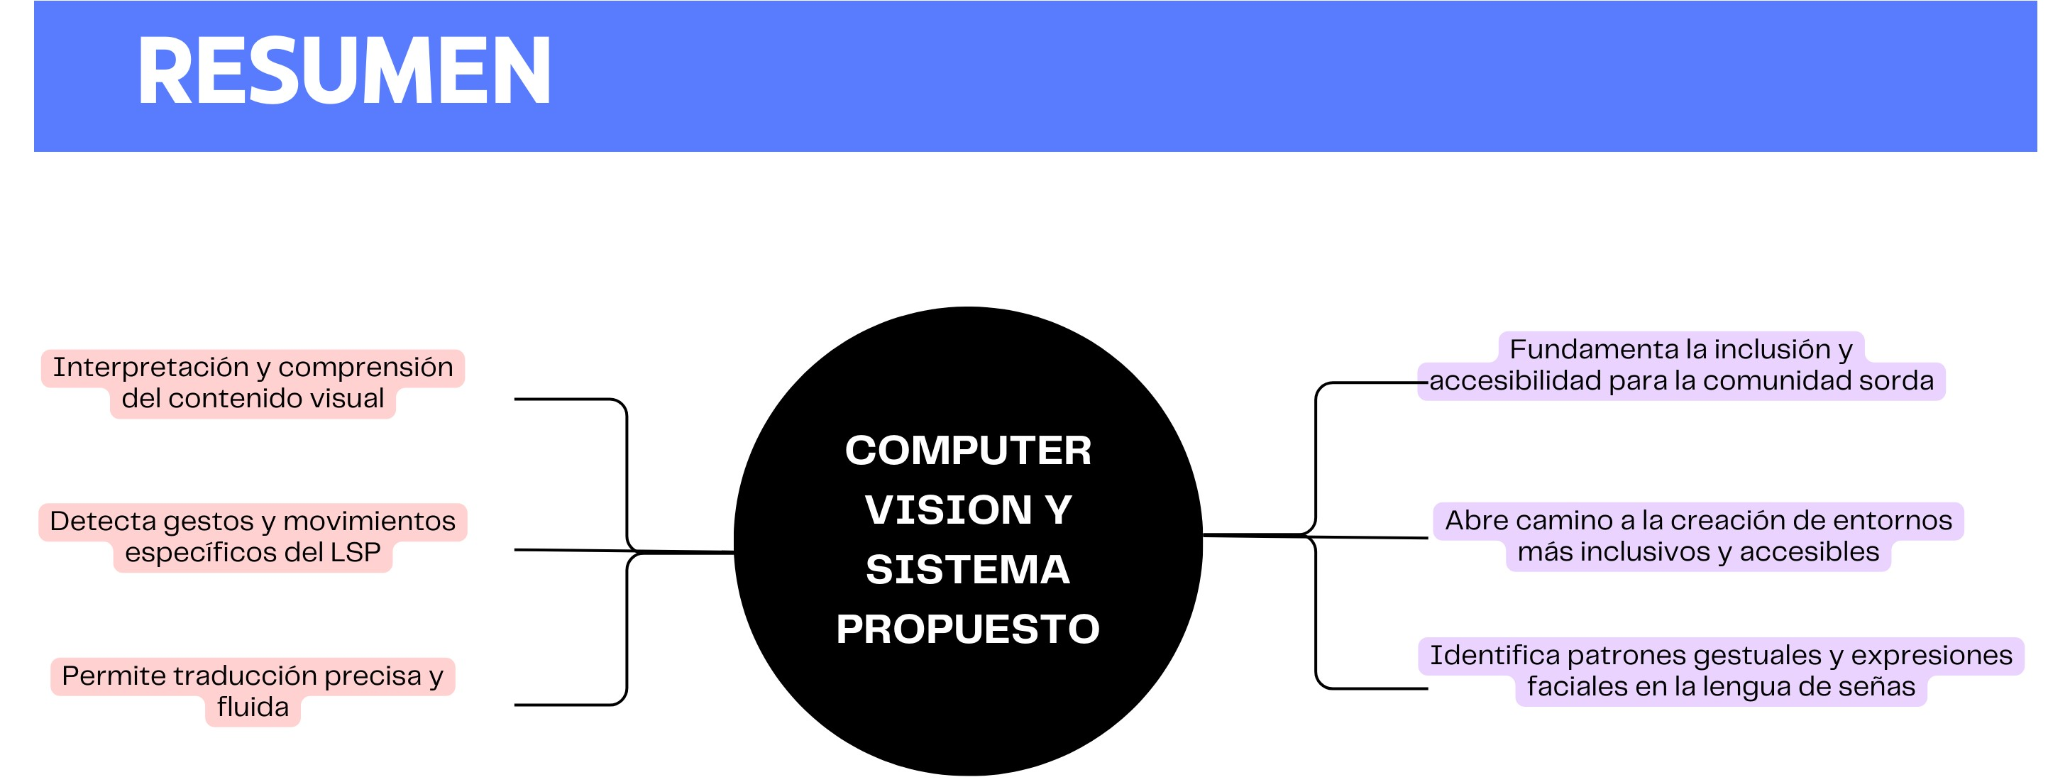 RESUMEN
Interpretación y comprensión
del contenido visual
Detecta gestos y movimientos
específicos del LSP
Permite traducción precisa y
fluida
COMPUTER
VISION Y
SISTEMA
PROPUESTO
Fundamenta la inclusión y
accesibilidad para la comunidad sorda
Abre camino a la creación de entornos
más inclusivos y accesibles
Identifica patrones gestuales y expresiones
faciales en la lengua de señas